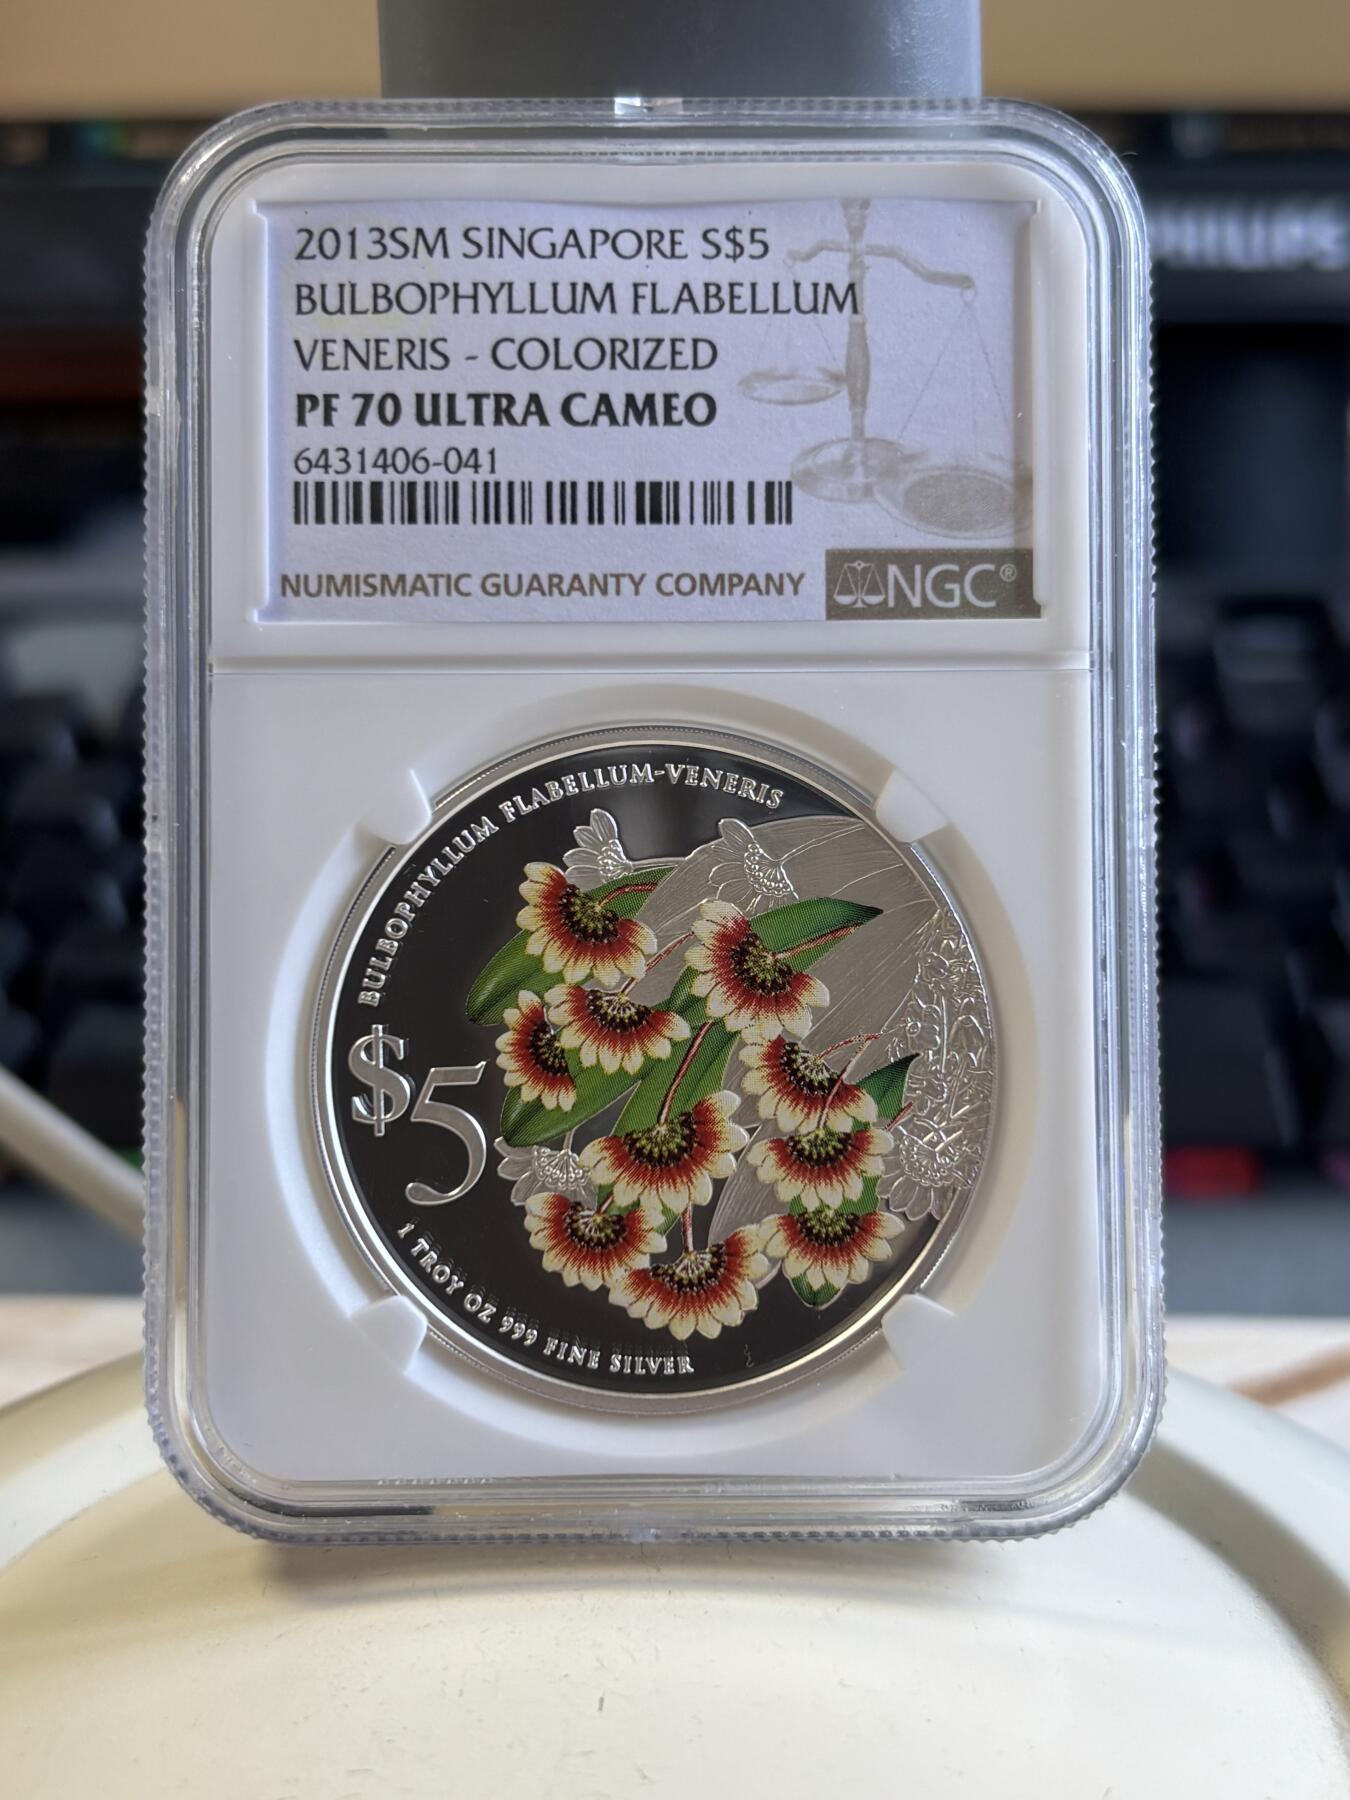 2013SM SINGAPORE S$5
BULBOPHYLLUM FLABELLUM
VENERIS - COLORIZED
PF 70 ULTRA CAMEO
6431406-041
NUMISMATIC GUARANTY COMPANY
NGC®
PHILIPS
BULBOPHYLLUM FLABELLUM-VENERIS
$5
1 TROY OZ 999 FINE SILVER